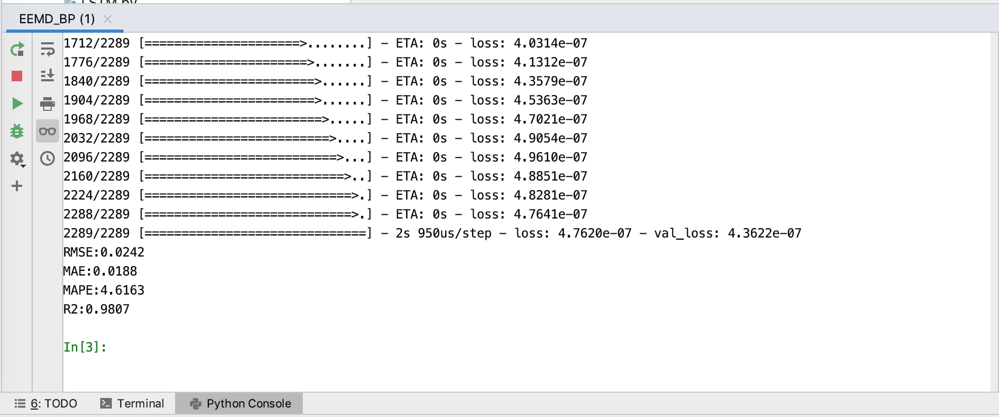 LSTM.py
EEMD_BP (1)
1712/2289 [=====================>........] - ETA: 0s - loss: 4.0314e-07
1776/2289 [======================>.......] - ETA: 0s - loss: 4.1312e-07
1840/2289 [=======================>......] - ETA: 0s - loss: 4.3579e-07
1904/2289 [=======================>......] - ETA: 0s - loss: 4.5363e-07
1968/2289 [========================>.....] - ETA: 0s - loss: 4.7021e-07
2032/2289 [=========================>....] - ETA: 0s - loss: 4.9054e-07
2096/2289 [==========================>...] - ETA: 0s - loss: 4.9610e-07
2160/2289 [===========================>..] - ETA: 0s - loss: 4.8851e-07
2224/2289 [============================>.] - ETA: 0s - loss: 4.8281e-07
2288/2289 [============================>.] - ETA: 0s - loss: 4.7641e-07
2289/2289 [==============================] - 2s 950us/step - loss: 4.7620e-07 - val_loss: 4.3622e-07
RMSE:0.0242
MAE:0.0188
MAPE:4.6163
R2:0.9807
In[3]:
6: TODO Terminal Python Console